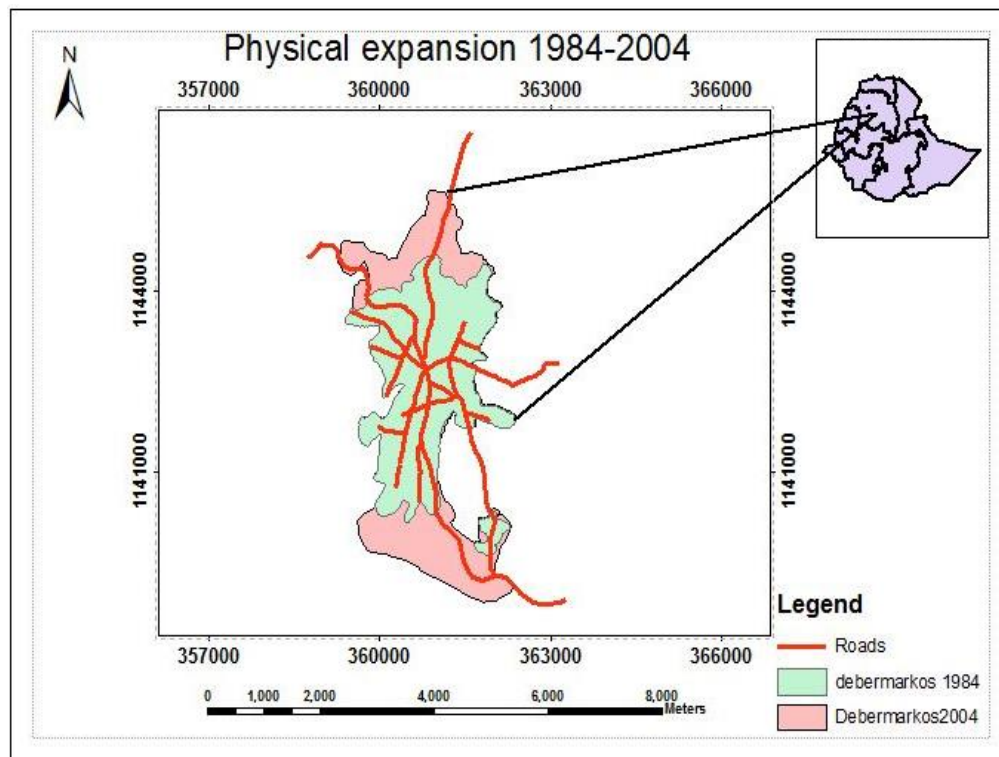 Physical expansion 1984-2004
N
357000 360000 363000 366000
1144000
1144000
1141000
1141000
357000 360000 363000 366000
0 1,000 2,000 4,000 6,000 8,000
Meters
Legend
Roads
debermarkos 1984
Debermarkos2004